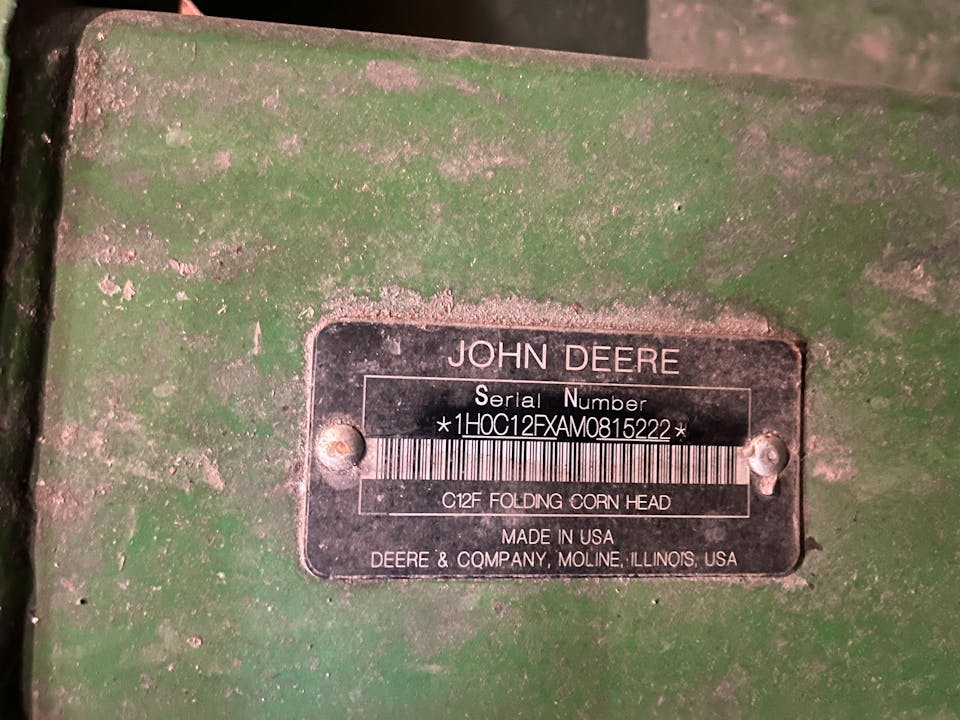 JOHN DEERE
Serial Number
*1H0C12FXAM0815222*
C12F FOLDING CORN HEAD
MADE IN USA
DEERE & COMPANY, MOLINE, ILLINOIS, USA